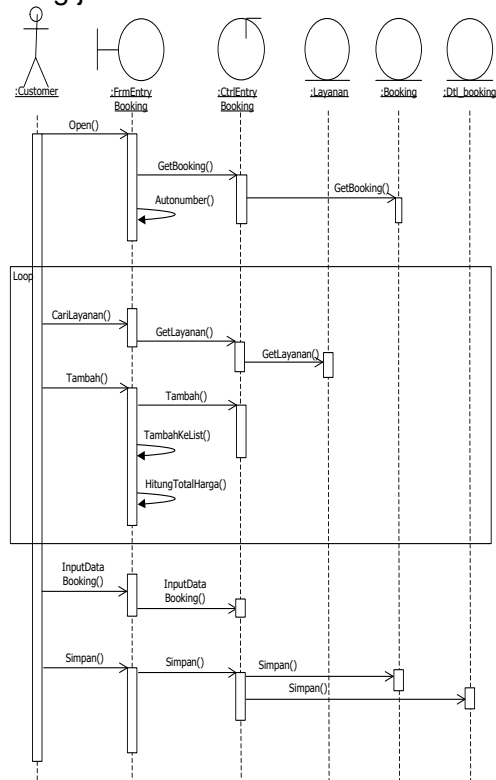 :Customer
:FrmEntry
Booking
:CtrlEntry
Booking
:Layanan
:Booking
:Dtl_booking
Open()
GetBooking()
GetBooking()
Autonumber()
Loop
CariLayanan()
GetLayanan()
GetLayanan()
Tambah()
Tambah()
TambahKeList()
HitungTotalHarga()
InputData
Booking()
InputData
Booking()
Simpan()
Simpan()
Simpan()
Simpan()